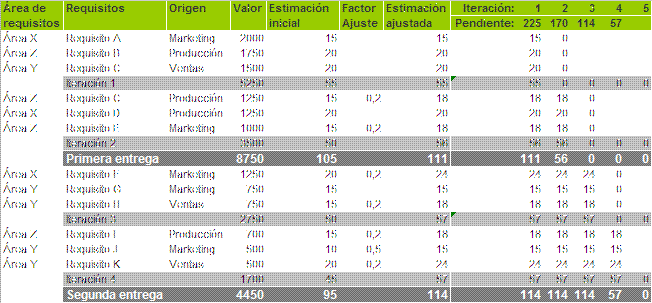 Área de Requisitos Origen Valor Estimación Factor Estimación Iteración: 1 2 3 4 5
requisitos inicial Ajuste ajustada Pendiente: 225 170 114 57
Área X Requisito A Marketing 2000 15 15 15 0
Área Z Requisito B Producción 1750 20 20 20 0
Área Y Requisito C Ventas 1500 20 20 20 0
Iteración 1 5250 55 55 55 0 0 0 0
Área Z Requisito C Producción 1250 15 0,2 18 18 18 0
Área X Requisito D Producción 1250 20 20 20 20 0
Área Z Requisito E Marketing 1000 15 0,2 18 18 18 0
Iteración 2 3500 50 56 56 56 0 0 0
Primera entrega 8750 105 111 111 56 0 0 0
Área X Requisito F Marketing 1250 20 0,2 24 24 24 24 0
Área Y Requisito G Marketing 750 15 15 15 15 15 0
Área Y Requisito H Ventas 750 15 0,2 18 18 18 18 0
Iteración 3 2750 50 57 57 57 57 0 0
Área Z Requisito I Producción 700 15 0,2 18 18 18 18 18
Área Y Requisito J Marketing 500 10 0,5 15 15 15 15 15
Área Y Requisito K Ventas 500 20 0,2 24 24 24 24 24
Iteración 4 1700 45 57 57 57 57 57 0
Segunda entrega 4450 95 114 114 114 114 57 0